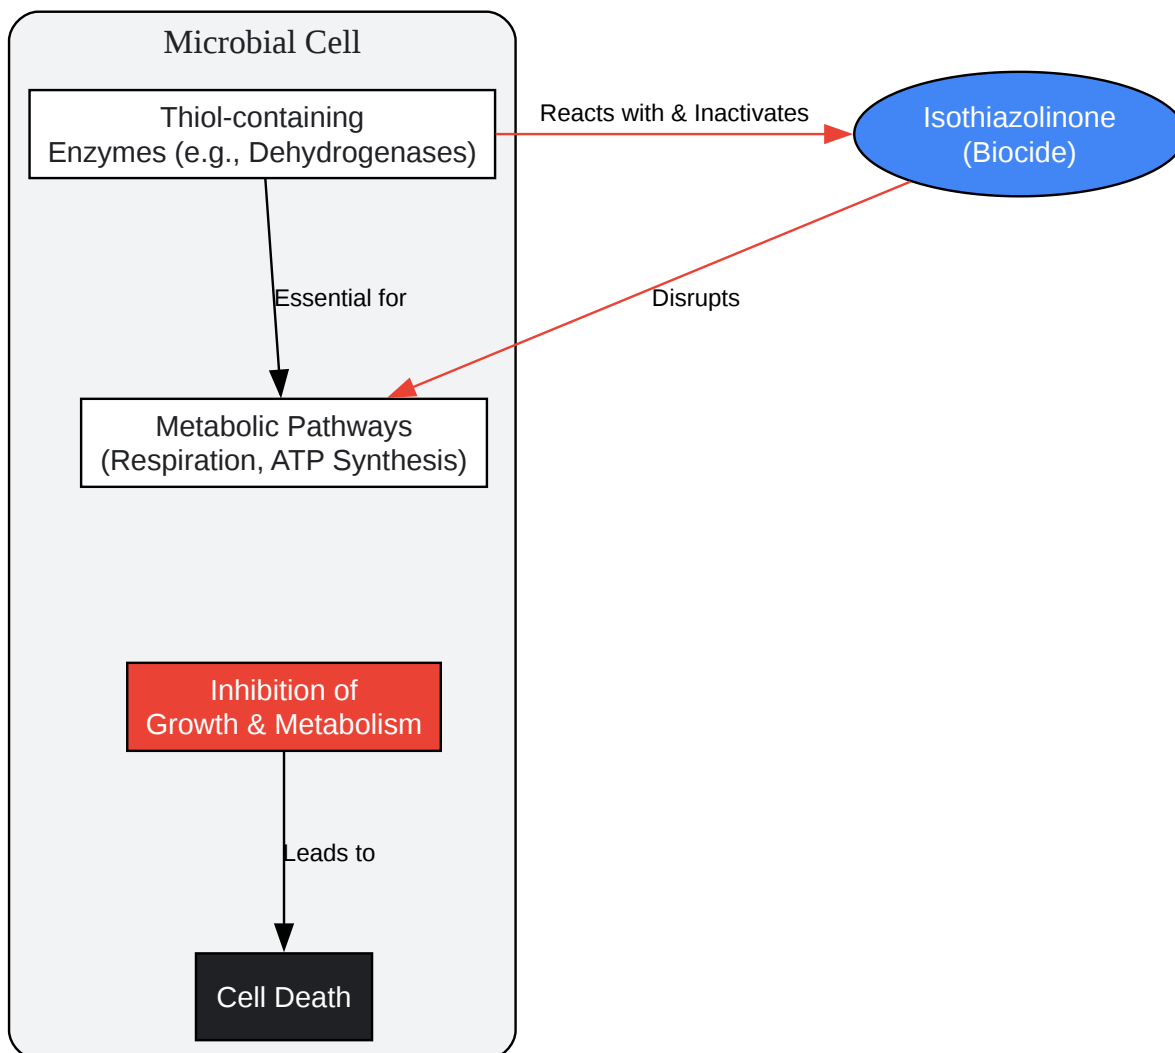 Microbial Cell
Thiol-containing
Enzymes (e.g., Dehydrogenases)
Reacts with & Inactivates
Isothiazolinone
(Biocide)
Essential for
Disrupts
Metabolic Pathways
(Respiration, ATP Synthesis)
Inhibition of
Growth & Metabolism
Leads to
Cell Death